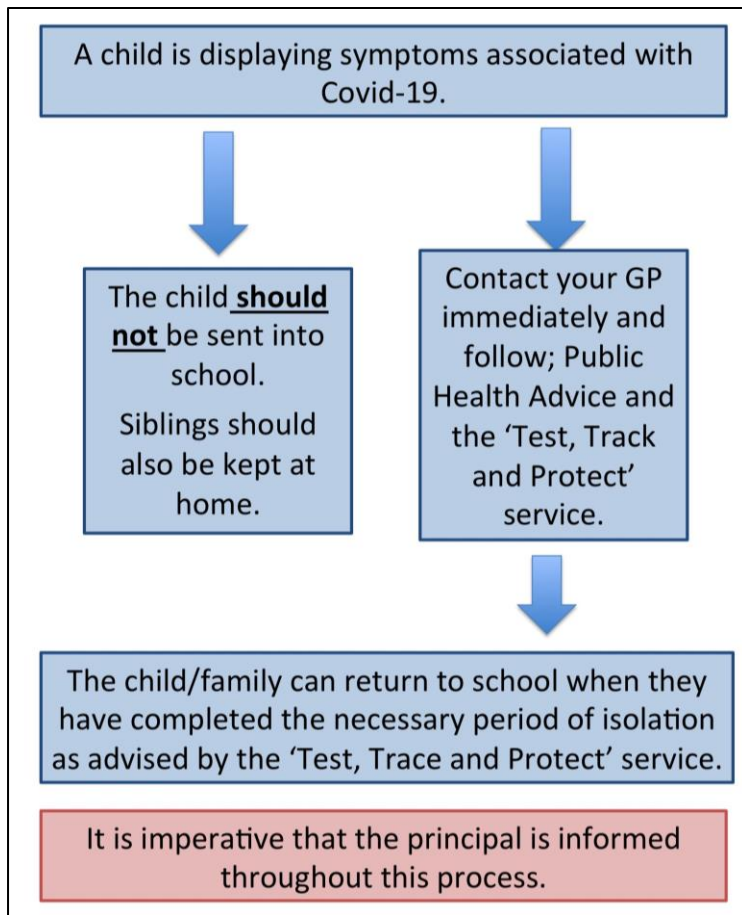 A child is displaying symptoms associated with
Covid-19.
The child should
not be sent into
school.
Siblings should
also be kept at
home.
Contact your GP
immediately and
follow; Public
Health Advice and
the ‘Test, Track
and Protect’
service.
The child/family can return to school when they
have completed the necessary period of isolation
as advised by the ‘Test, Trace and Protect’ service.
It is imperative that the principal is informed
throughout this process.